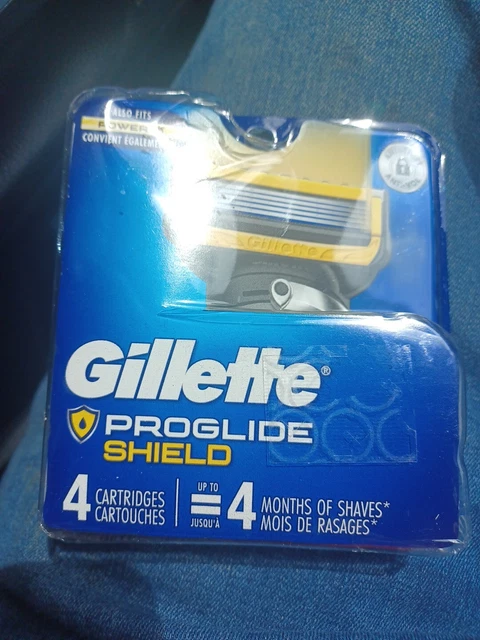 ALSO FITS
POWER
CONVIENT ÉGALEMENT
Gillette
Gillette®
PROGLIDE
SHIELD
4 CARTRIDGES
CARTOUCHES
UP TO
=
JUSQU'À
4 MONTHS OF SHAVES*
MOIS DE RASAGES*